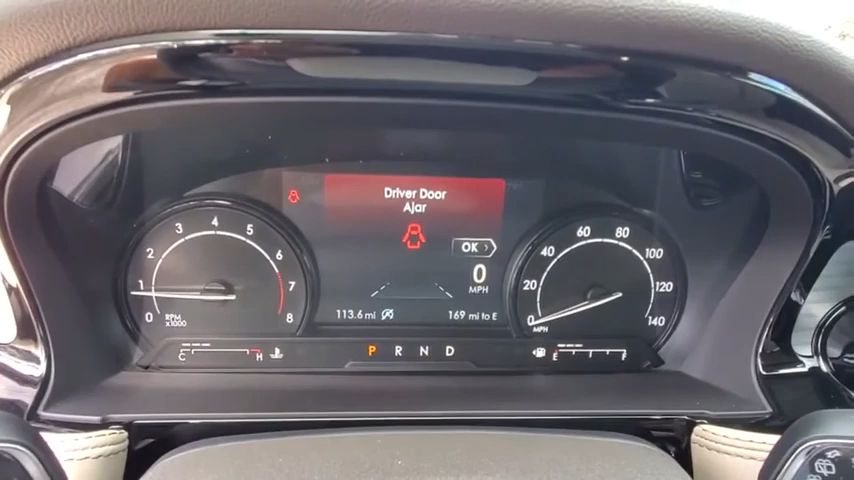 Driver Door
Ajar
OK
0
MPH
113.6 mi
169 mi to E
0 1 2 3 4 5 6 7 8
RPM
x1000
0 20 40 60 80 100 120 140
MPH
C H
P R N D
E F